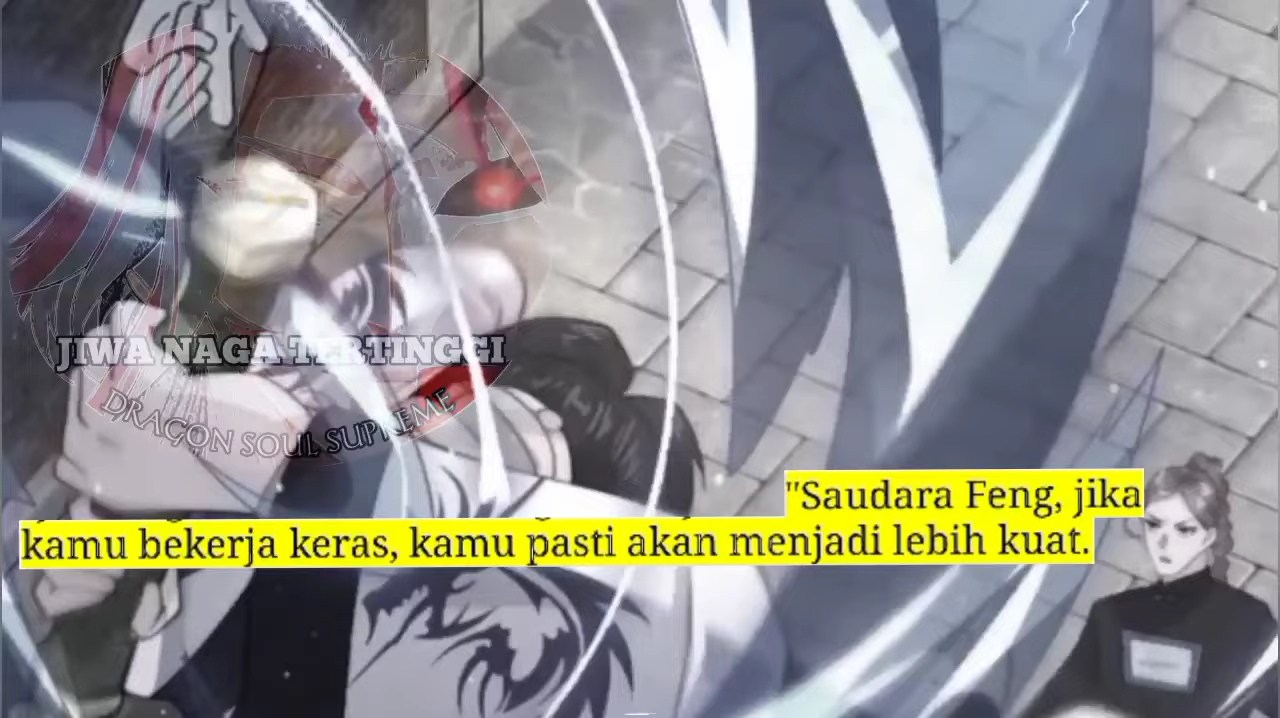 JIWA NAGA TERTINGGI
DRAGON SOUL SUPREME
"Saudara Feng, jika
kamu bekerja keras, kamu pasti akan menjadi lebih kuat.